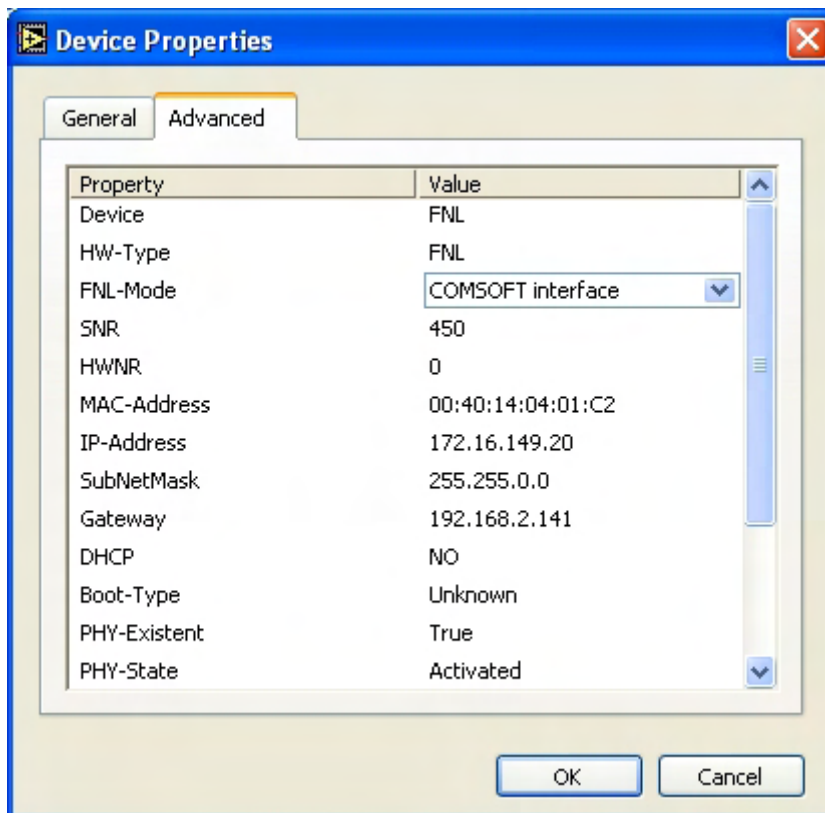 Device Properties
General Advanced
Property Value
Device FNL
HW-Type FNL
FNL-Mode COMSOFT interface
SNR 450
HWNR 0
MAC-Address 00:40:14:04:01:C2
IP-Address 172.16.149.20
SubNetMask 255.255.0.0
Gateway 192.168.2.141
DHCP NO
Boot-Type Unknown
PHY-Existent True
PHY-State Activated
OK Cancel